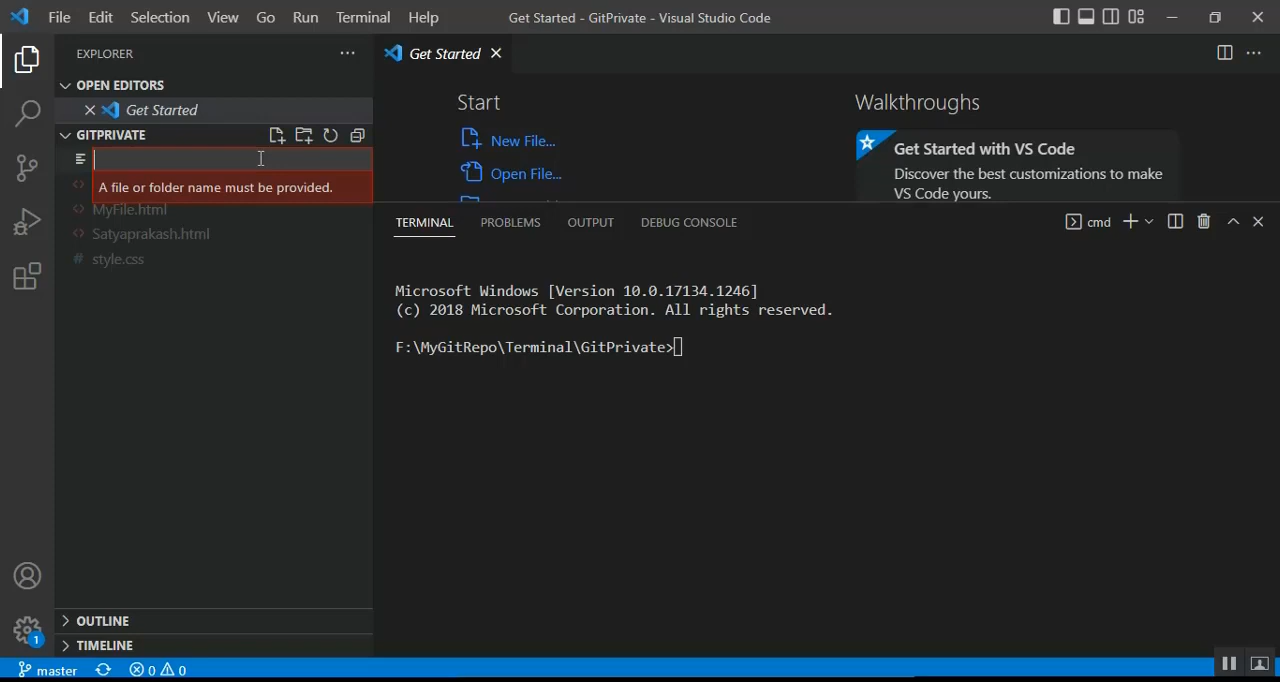 File Edit Selection View Go Run Terminal Help
Get Started - GitPrivate - Visual Studio Code
EXPLORER
OPEN EDITORS
Get Started
GITPRIVATE
A file or folder name must be provided.
MyFile.html
Satyaprakash.html
style.css
OUTLINE
TIMELINE
Get Started
Start
New File...
Open File...
Walkthroughs
Get Started with VS Code
Discover the best customizations to make
VS Code yours.
TERMINAL PROBLEMS OUTPUT DEBUG CONSOLE
cmd
Microsoft Windows [Version 10.0.17134.1246]
(c) 2018 Microsoft Corporation. All rights reserved.
F:\MyGitRepo\Terminal\GitPrivate>
1
master 0 0